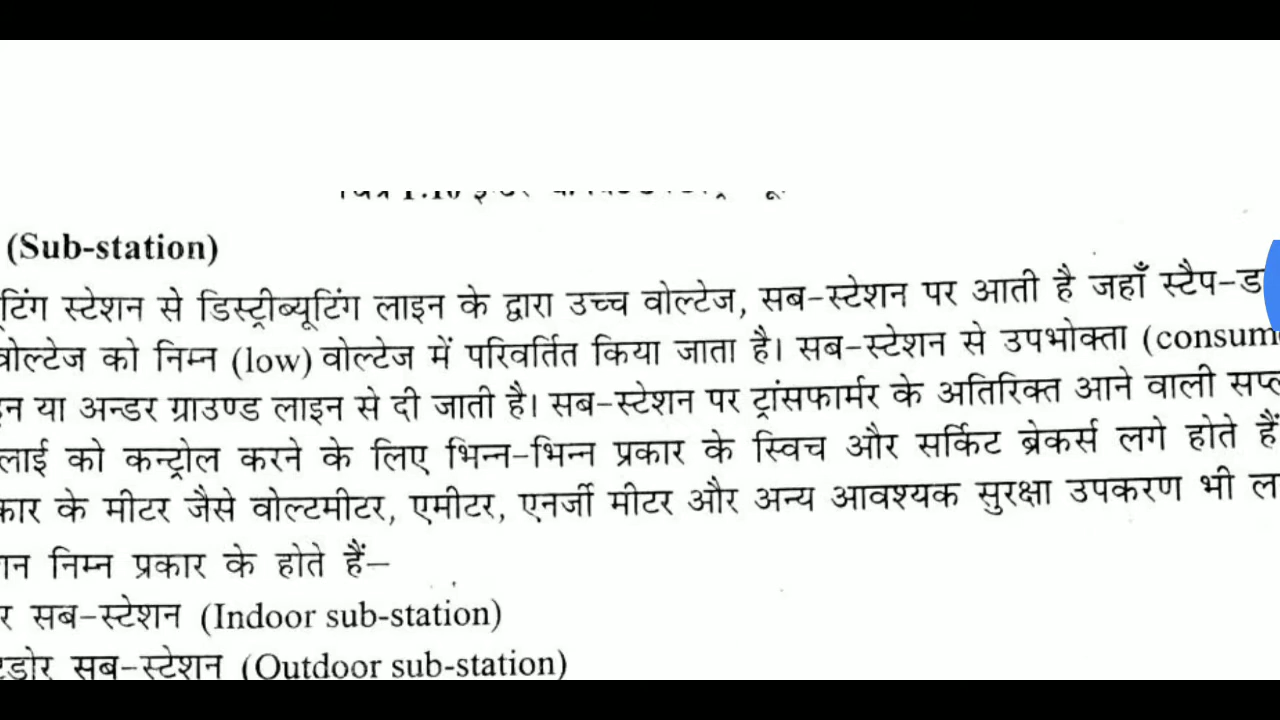 (Sub-station)
स्टेशन से डिस्ट्रीब्यूटिंग लाइन के द्वारा उच्च वोल्टेज, सब-स्टेशन पर आती है जहाँ स्टैप-ड
वोल्टेज को निम्न (low) वोल्टेज में परिवर्तित किया जाता है। सब-स्टेशन से उपभोक्ता (consum
या अन्डर ग्राउण्ड लाइन से दी जाती है। सब-स्टेशन पर ट्रांसफार्मर के अतिरिक्त आने वाली
को कन्ट्रोल करने के लिए भिन्न-भिन्न प्रकार के स्विच और सर्किट ब्रेकर्स लगे होते हैं
के मीटर जैसे वोल्टमीटर, एमीटर, एनर्जी मीटर और अन्य आवश्यक सुरक्षा उपकरण भी ल
निम्न प्रकार के होते हैं–
सब-स्टेशन (Indoor sub-station)
सब-स्टेशन (Outdoor sub-station)